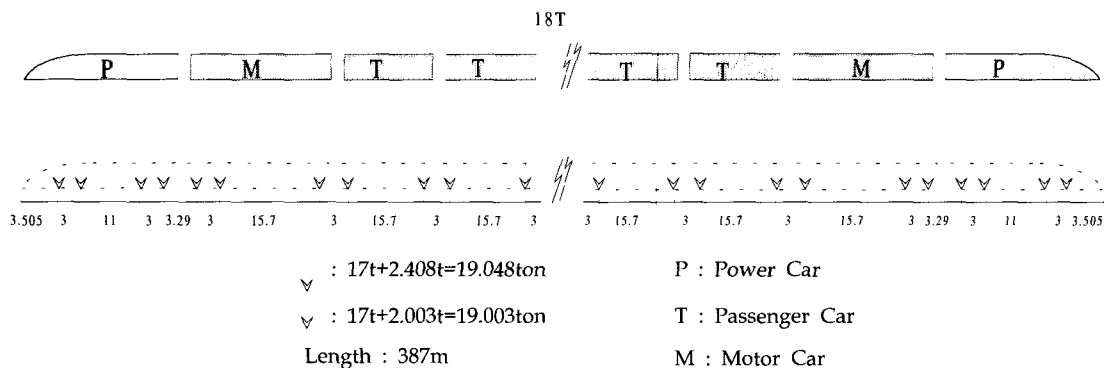 18T
P M T T T T M P
3.505 3 11 3 3.29 3 15.7 3 15.7 3 15.7 3 3 15.7 3 15.7 3 15.7 3 3.29 3 11 3 3.505
: 17t+2.408t=19.048ton P : Power Car
: 17t+2.003t=19.003ton T : Passenger Car
Length : 387m M : Motor Car